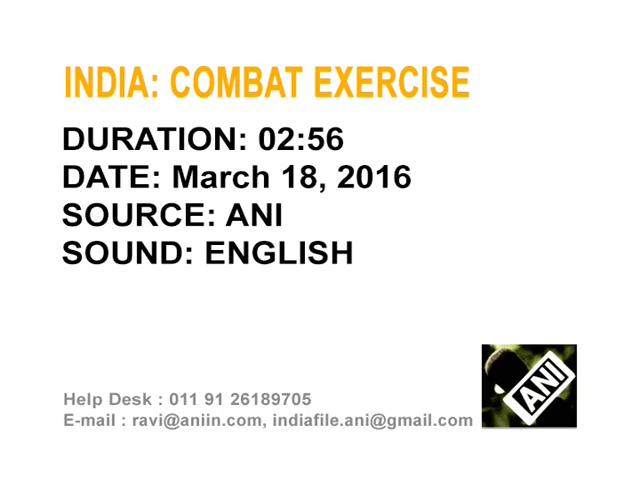 INDIA: COMBAT EXERCISE
DURATION: 02:56
DATE: March 18, 2016
SOURCE: ANI
SOUND: ENGLISH
ANI
Help Desk : 011 91 26189705
E-mail : ravi@aniin.com, indiafile.ani@gmail.com